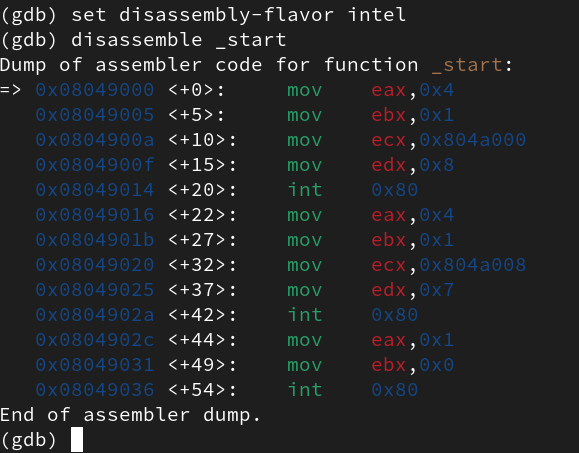 (gdb) set disassembly-flavor intel
(gdb) disassemble _start
Dump of assembler code for function _start:
=> 0x08049000 <+0>:	mov    eax,0x4
   0x08049005 <+5>:	mov    ebx,0x1
   0x0804900a <+10>:	mov    ecx,0x804a000
   0x0804900f <+15>:	mov    edx,0x8
   0x08049014 <+20>:	int    0x80
   0x08049016 <+22>:	mov    eax,0x4
   0x0804901b <+27>:	mov    ebx,0x1
   0x08049020 <+32>:	mov    ecx,0x804a008
   0x08049025 <+37>:	mov    edx,0x7
   0x0804902a <+42>:	int    0x80
   0x0804902c <+44>:	mov    eax,0x1
   0x08049031 <+49>:	mov    ebx,0x0
   0x08049036 <+54>:	int    0x80
End of assembler dump.
(gdb)